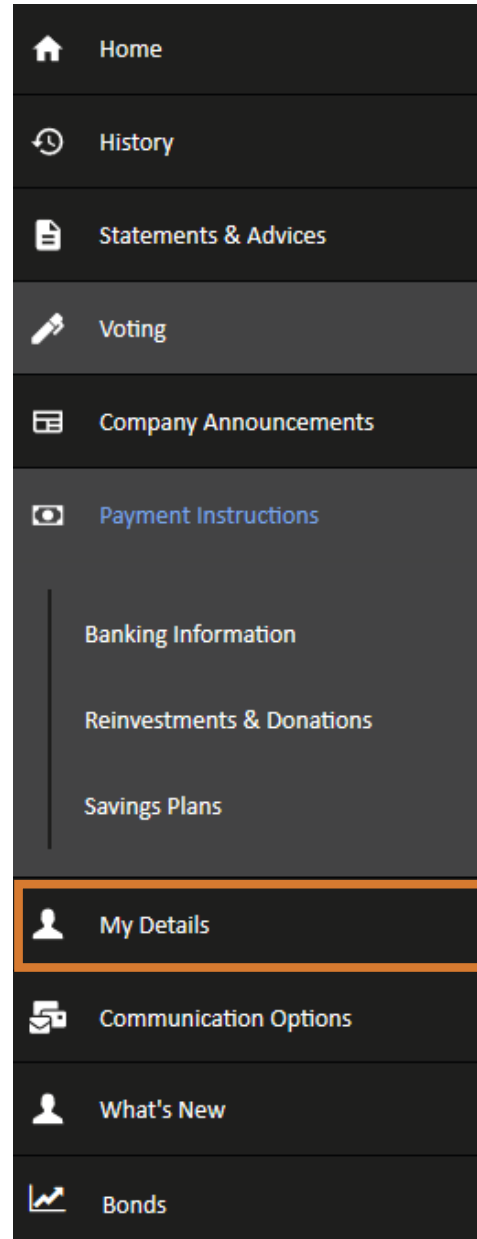 Home
History
Statements & Advices
Voting
Company Announcements
Payment Instructions
Banking Information
Reinvestments & Donations
Savings Plans
My Details
Communication Options
What's New
Bonds